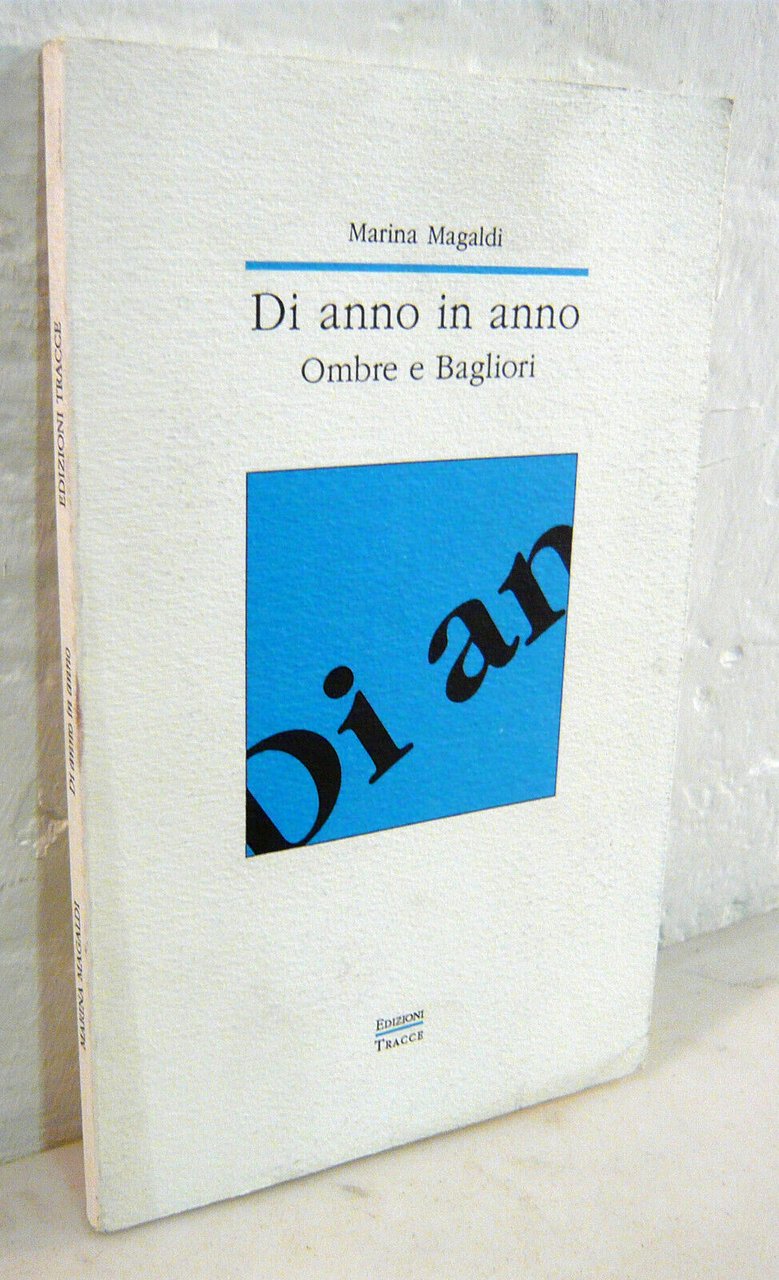 Marina Magaldi
Di anno in anno
Ombre e Bagliori
Di an
EDIZIONI
TRACCE
MARINA MAGALDI
Di anno in anno
EDIZIONI TRACCE